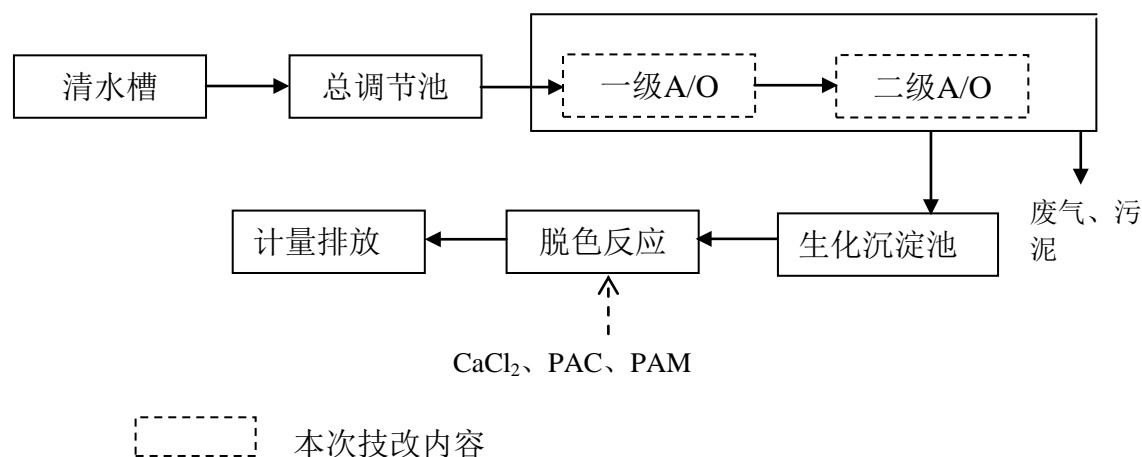 清水槽
总调节池
一级A/O
二级A/O
废气、污
泥
计量排放
脱色反应
生化沉淀池
CaCl₂、PAC、PAM
本次技改内容